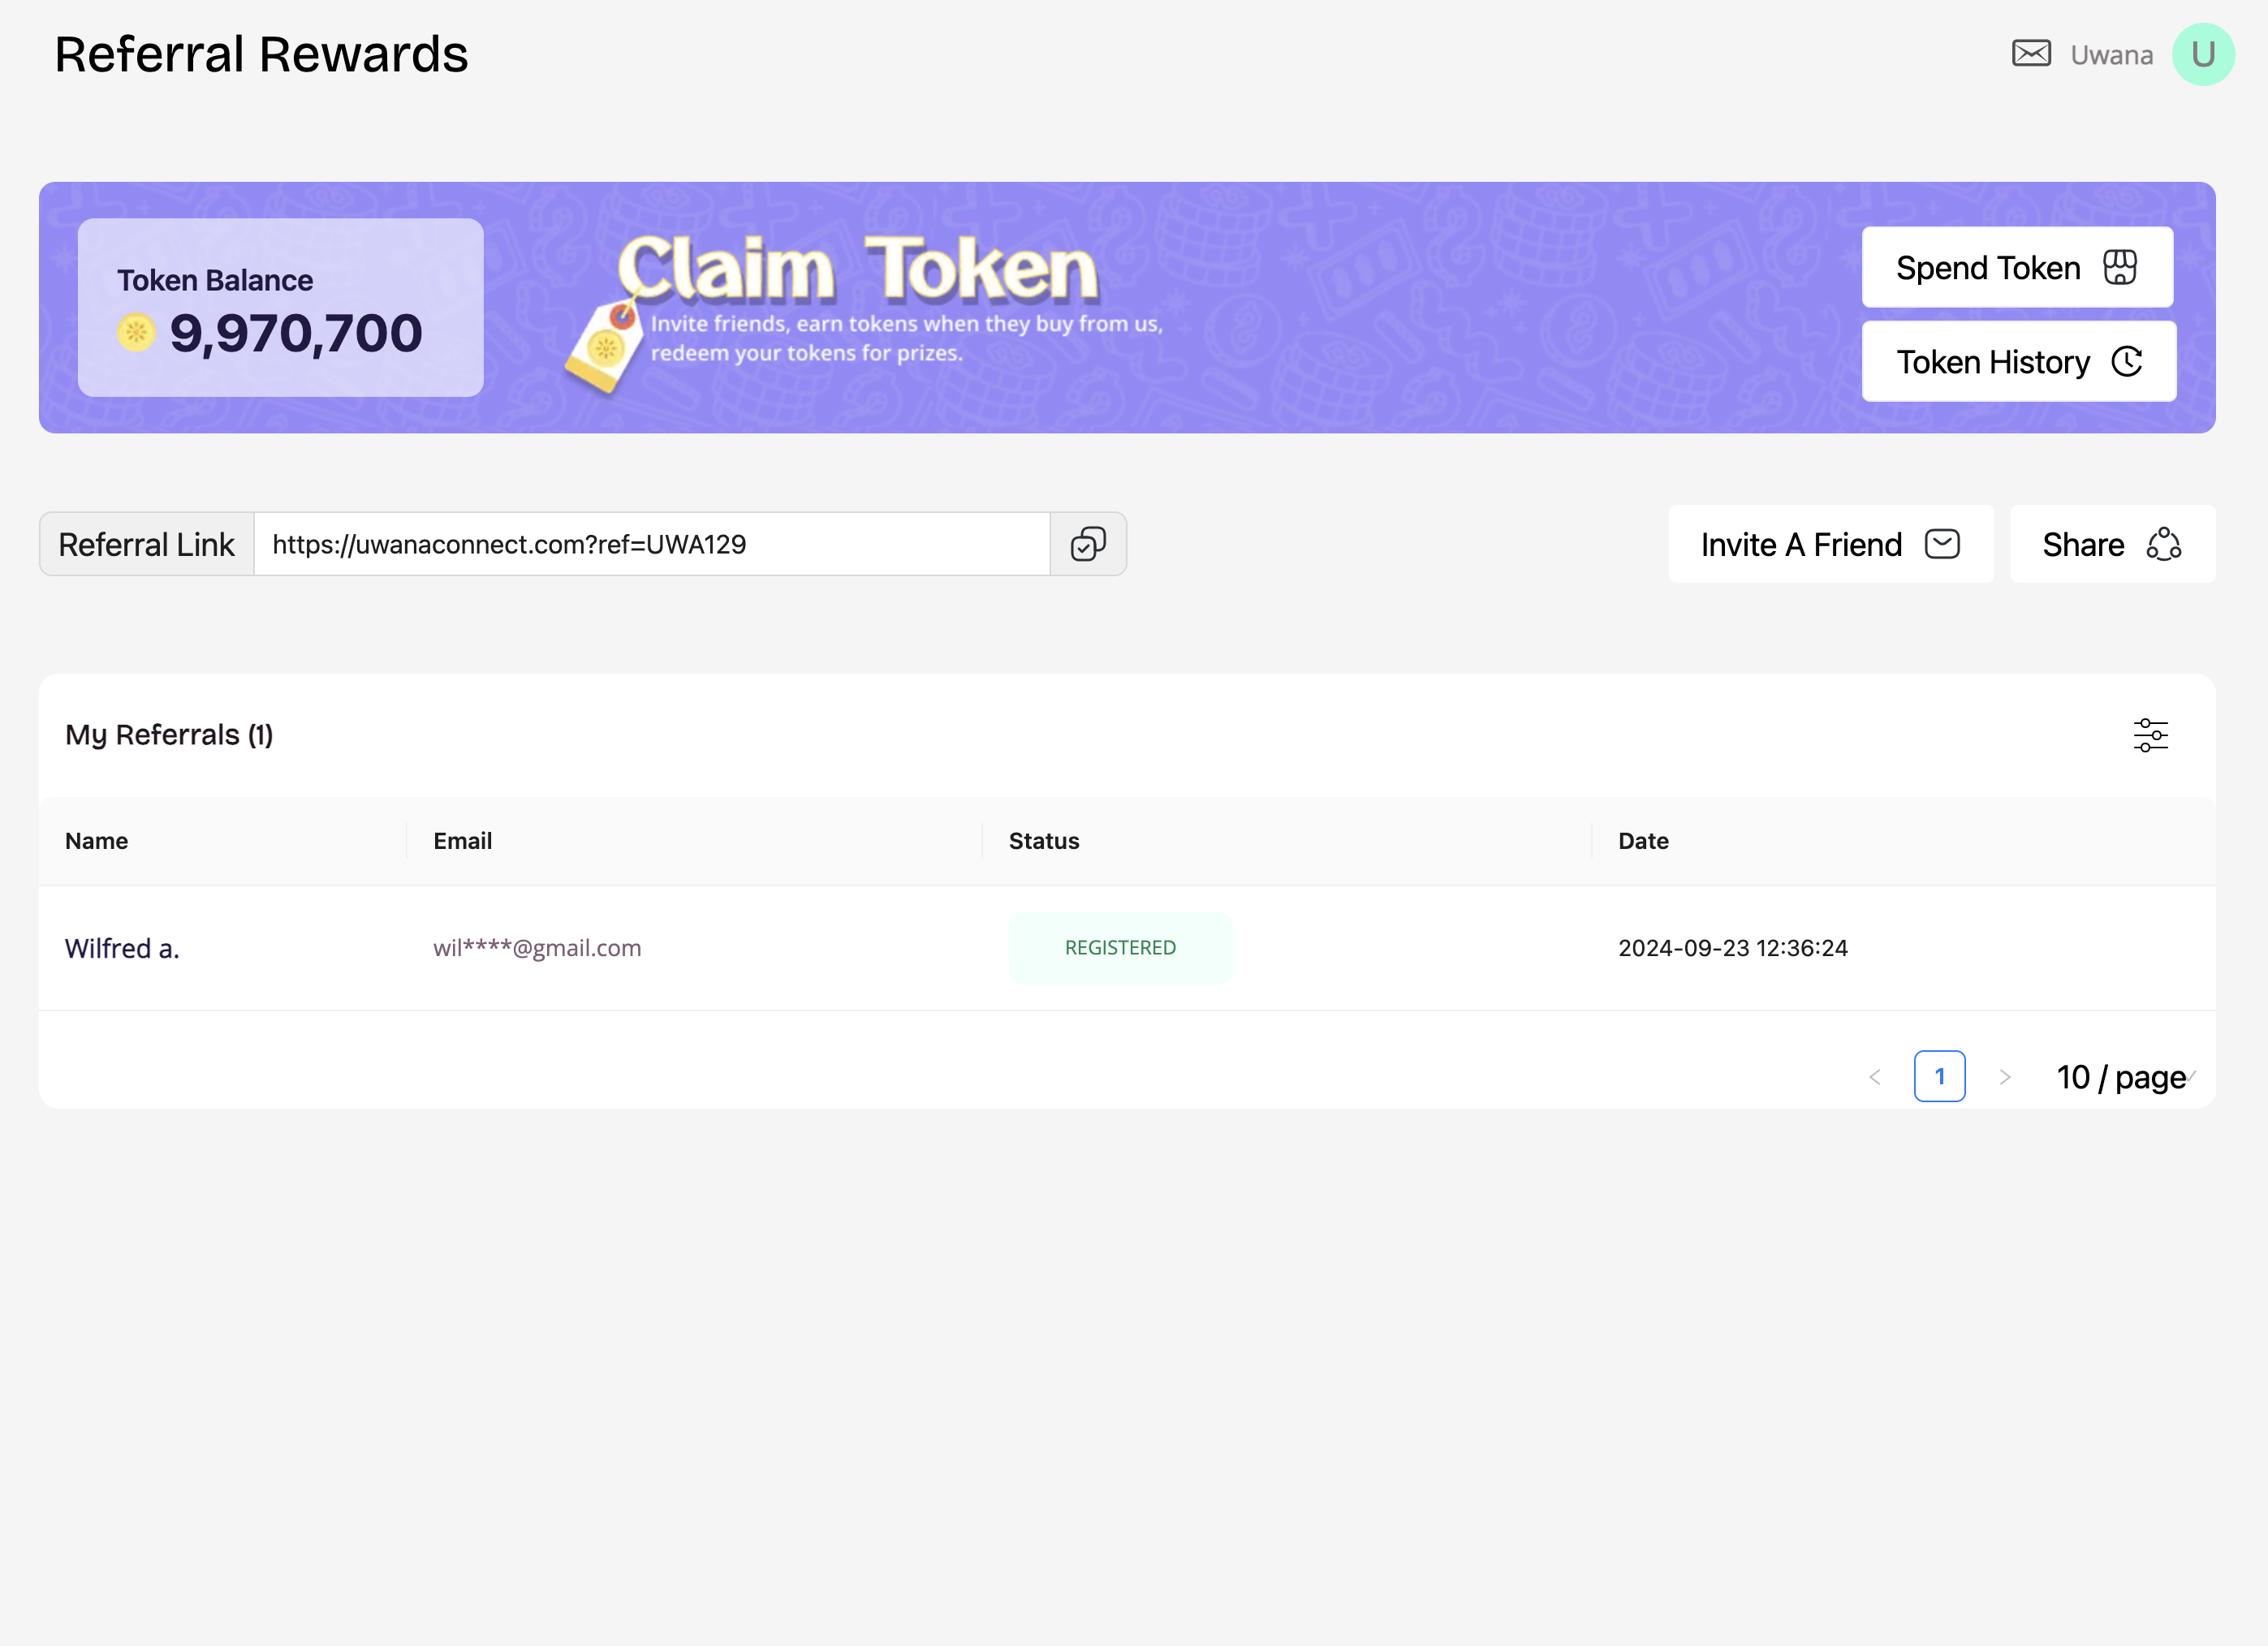 Referral Rewards
Uwana
U
Token Balance
9,970,700
Claim Token
Invite friends, earn tokens when they buy from us,
redeem your tokens for prizes.
Spend Token
Token History
Referral Link
https://uwanaconnect.com?ref=UWA129
Invite A Friend
Share
My Referrals (1)
Name Email Status Date
Wilfred a. wil****@gmail.com REGISTERED 2024-09-23 12:36:24
< 1 > 10 / page